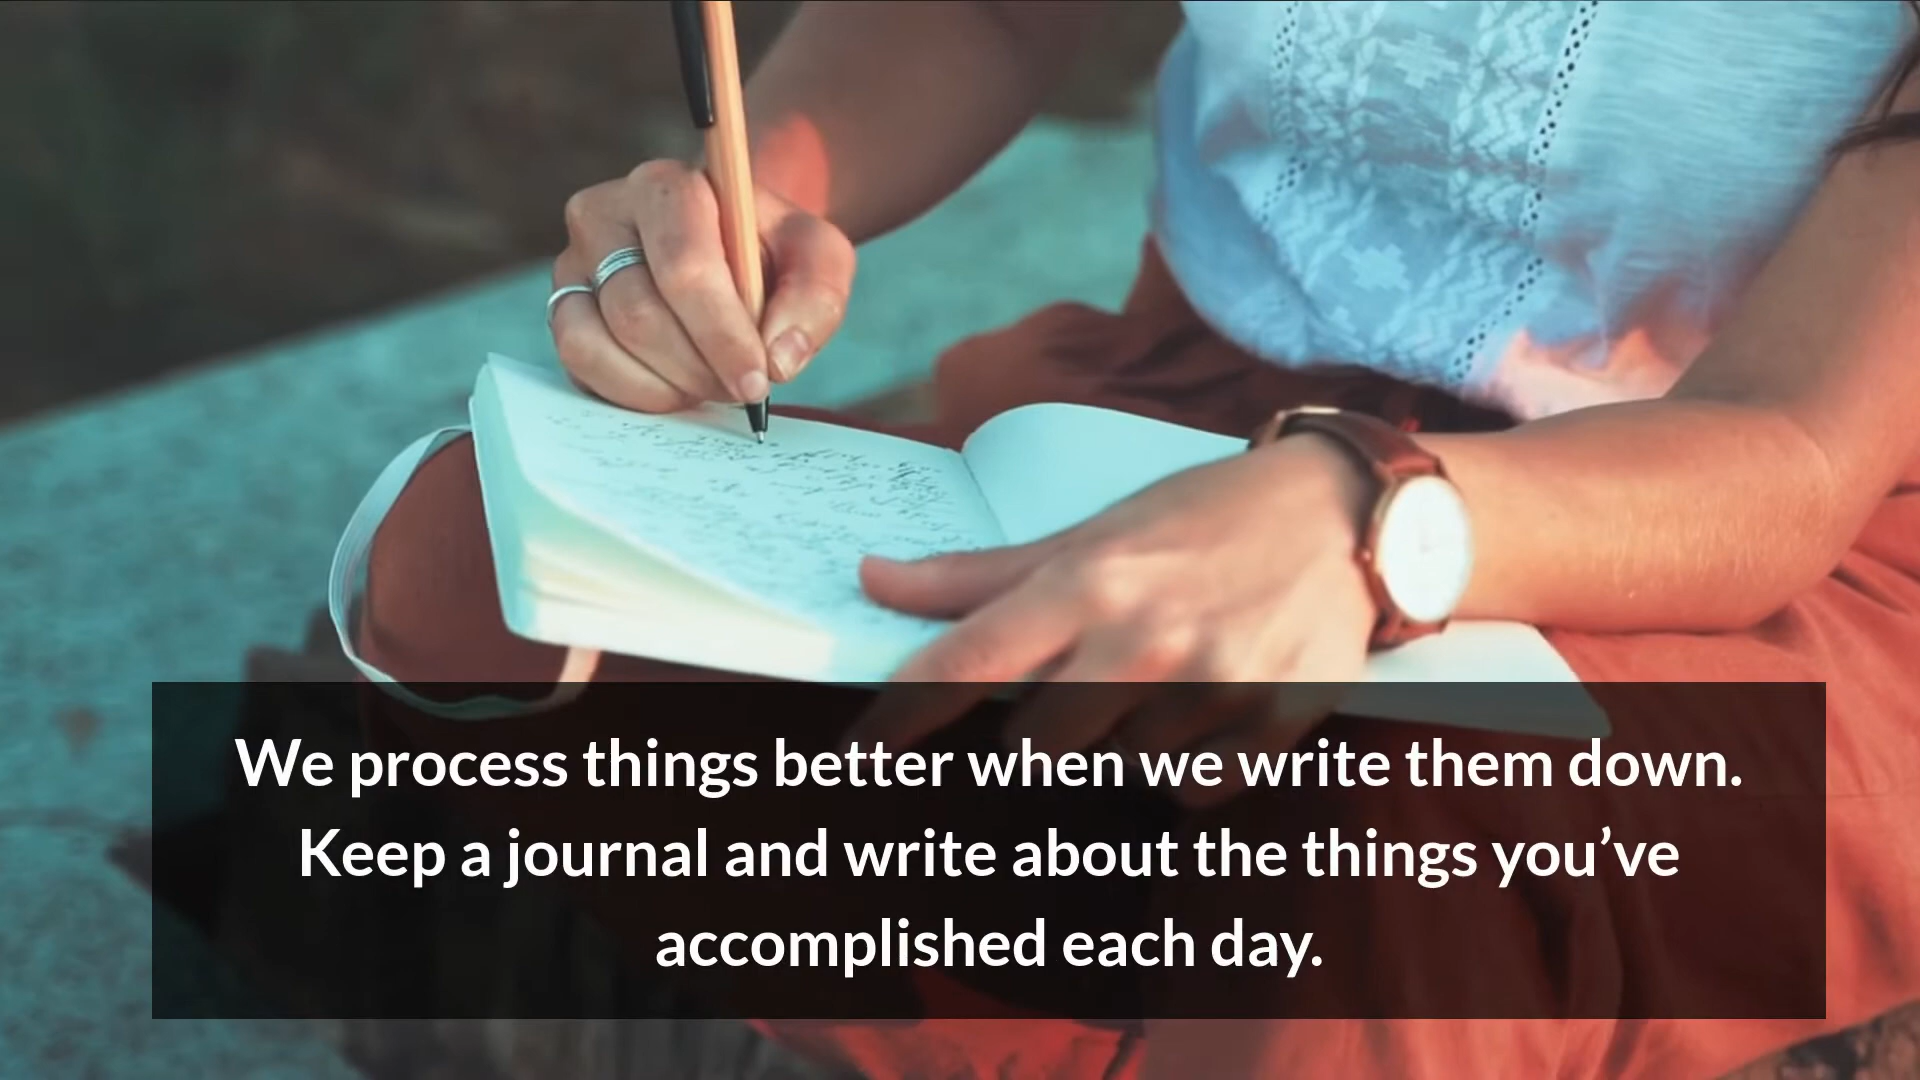 We process things better when we write them down.
Keep a journal and write about the things you’ve
accomplished each day.